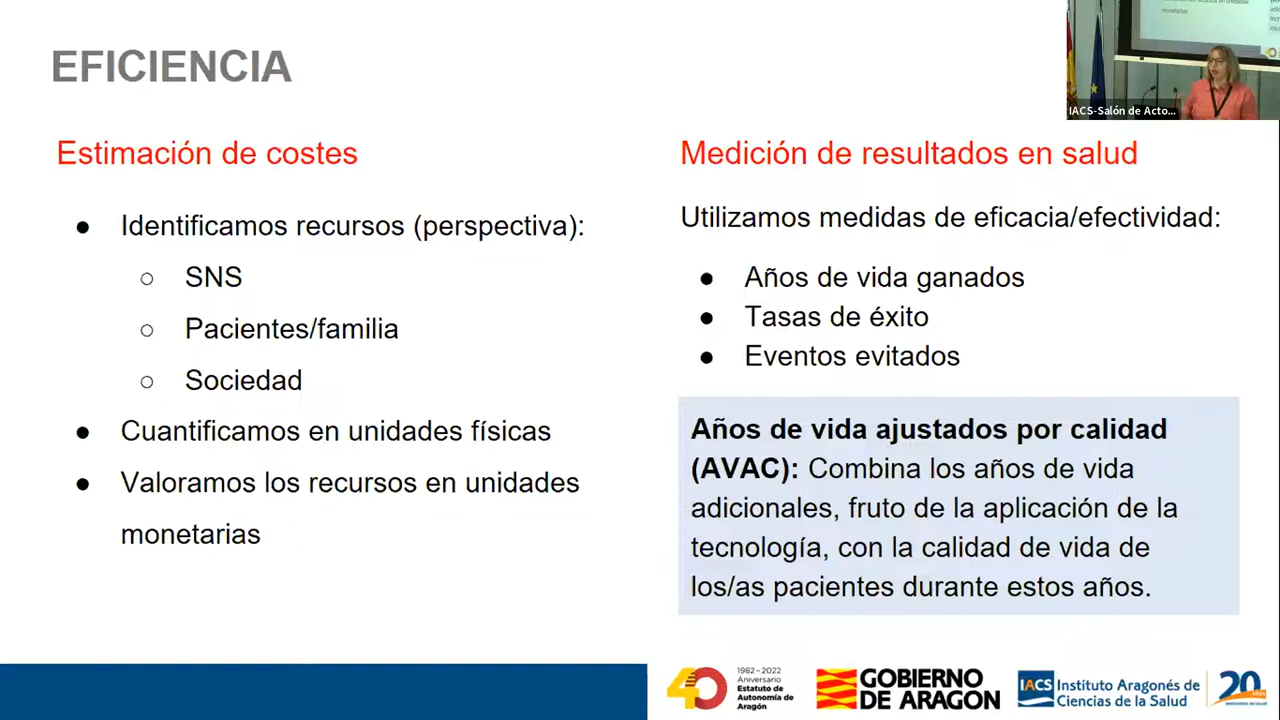 EFICIENCIA
Estimación de costes
● Identificamos recursos (perspectiva):
○ SNS
○ Pacientes/familia
○ Sociedad
● Cuantificamos en unidades físicas
● Valoramos los recursos en unidades
monetarias
Medición de resultados en salud
Utilizamos medidas de eficacia/efectividad:
● Años de vida ganados
● Tasas de éxito
● Eventos evitados
Años de vida ajustados por calidad
(AVAC): Combina los años de vida
adicionales, fruto de la aplicación de la
tecnología, con la calidad de vida de
los/as pacientes durante estos años.
monetarias
IACS-Salón de Acto...
40
1982-2022
Aniversario
Estatuto de
Autonomía de
Aragón
GOBIERNO
DE ARAGON
IACS Instituto Aragonés de
Ciencias de la Salud
20